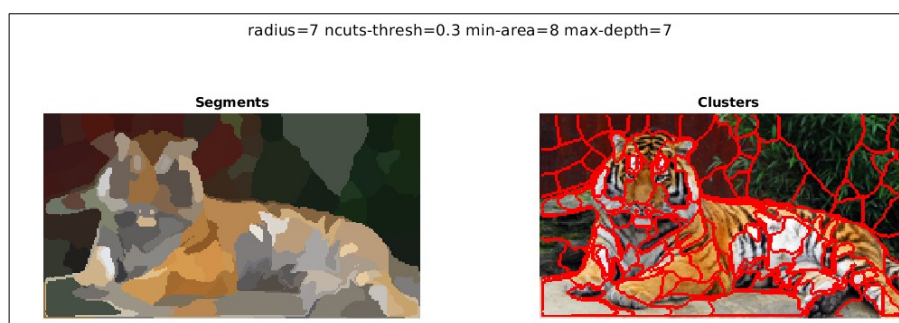 radius=7 ncuts-thresh=0.3 min-area=8 max-depth=7
Segments
Clusters